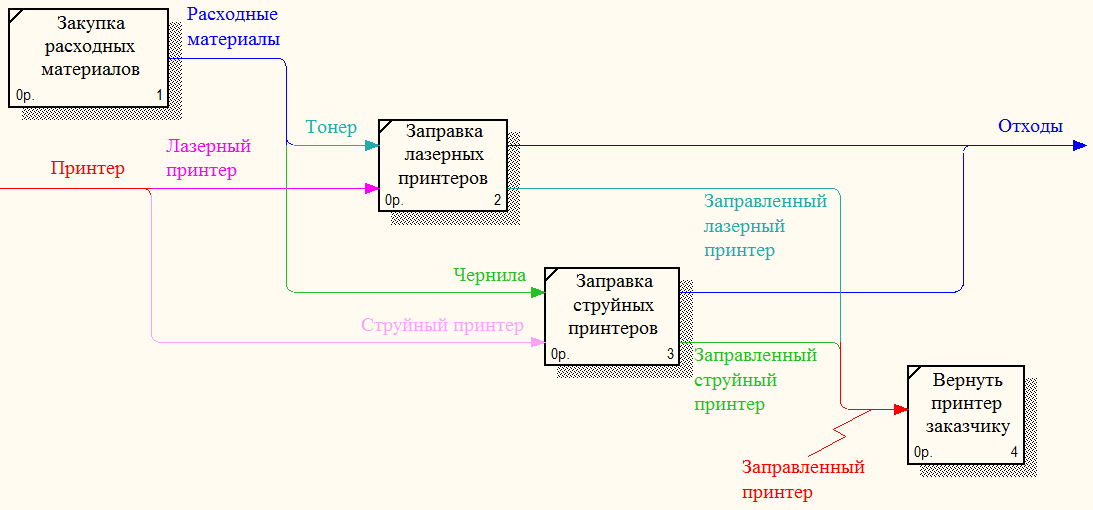 Закупка
расходных
материалов
0р. 1
Расходные
материалы
Тонер
Лазерный
принтер
Принтер
Заправка
лазерных
принтеров
0р. 2
Отходы
Заправленный
лазерный
принтер
Чернила
Струйный принтер
Заправка
струйных
принтеров
0р. 3
Заправленный
струйный
принтер
Вернуть
принтер
заказчику
0р. 4
Заправленный
принтер